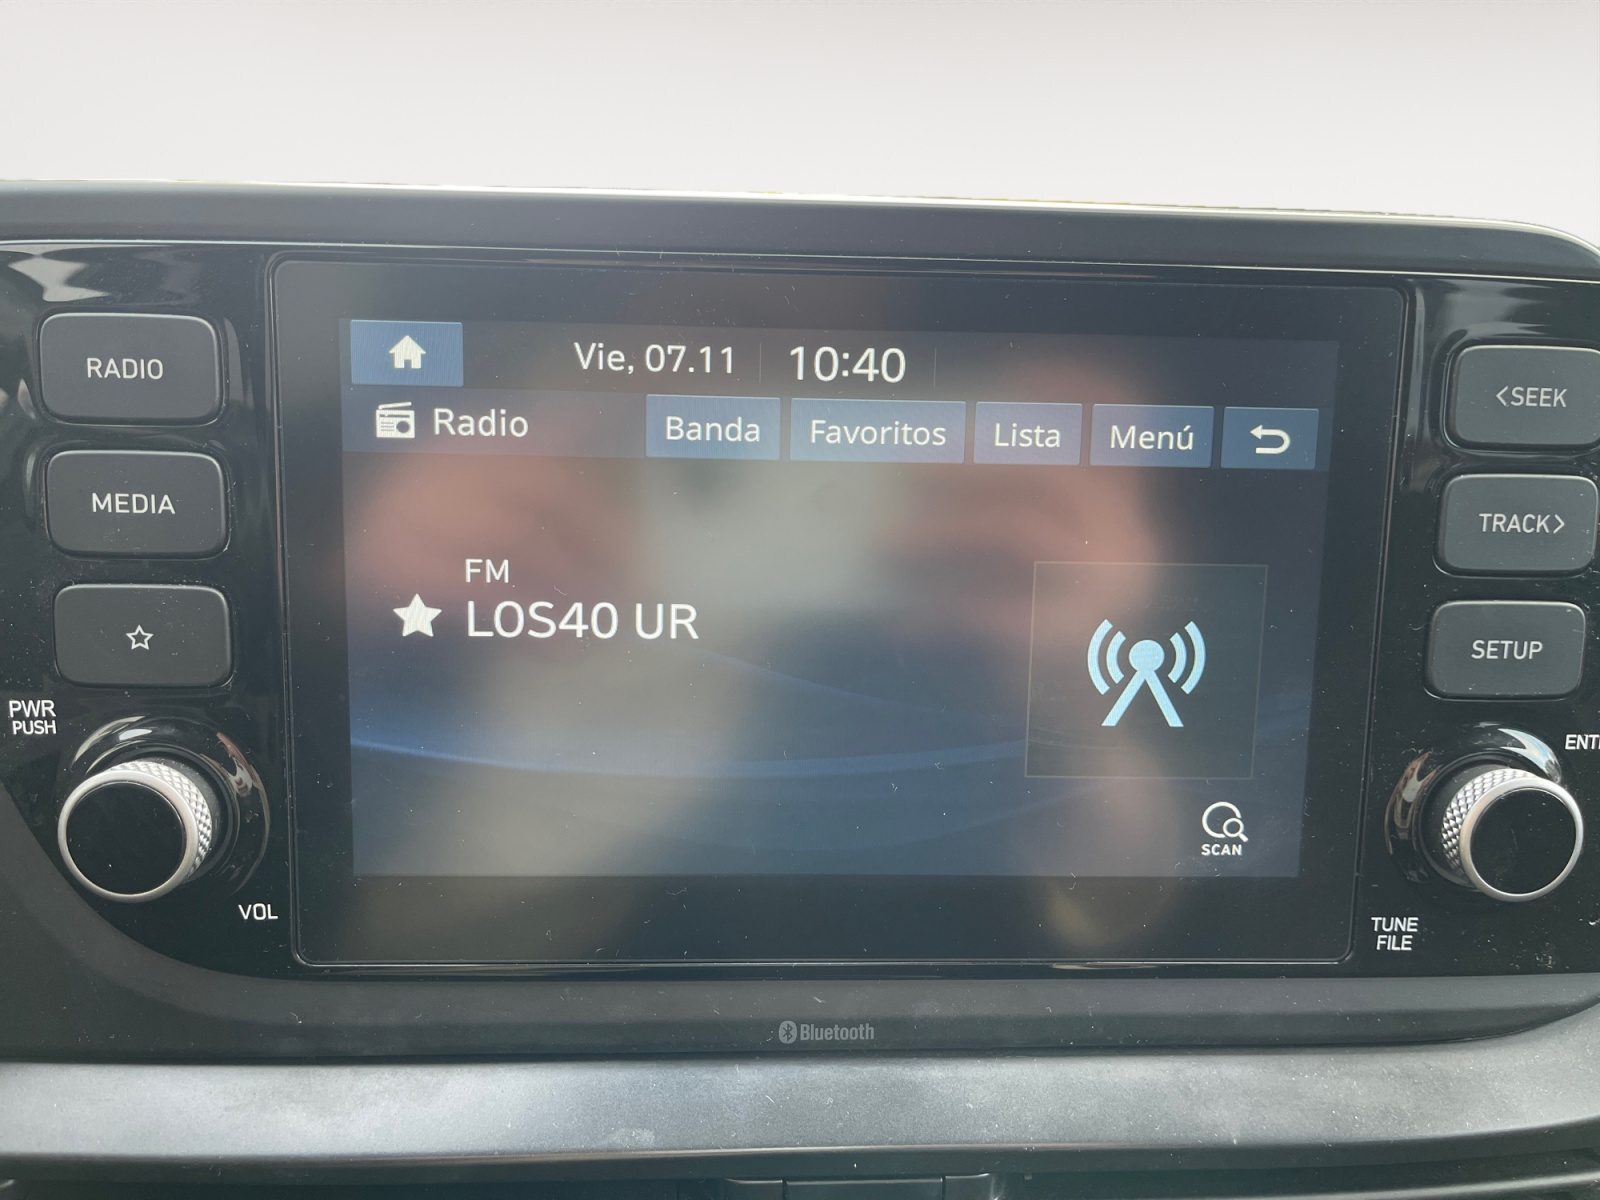 RADIO
MEDIA
PWR
PUSH
VOL
Vie, 07.11 10:40
Radio Banda Favoritos Lista Menú
FM
LOS40 UR
SCAN
<SEEK
TRACK>
SETUP
TUNE
FILE
Bluetooth